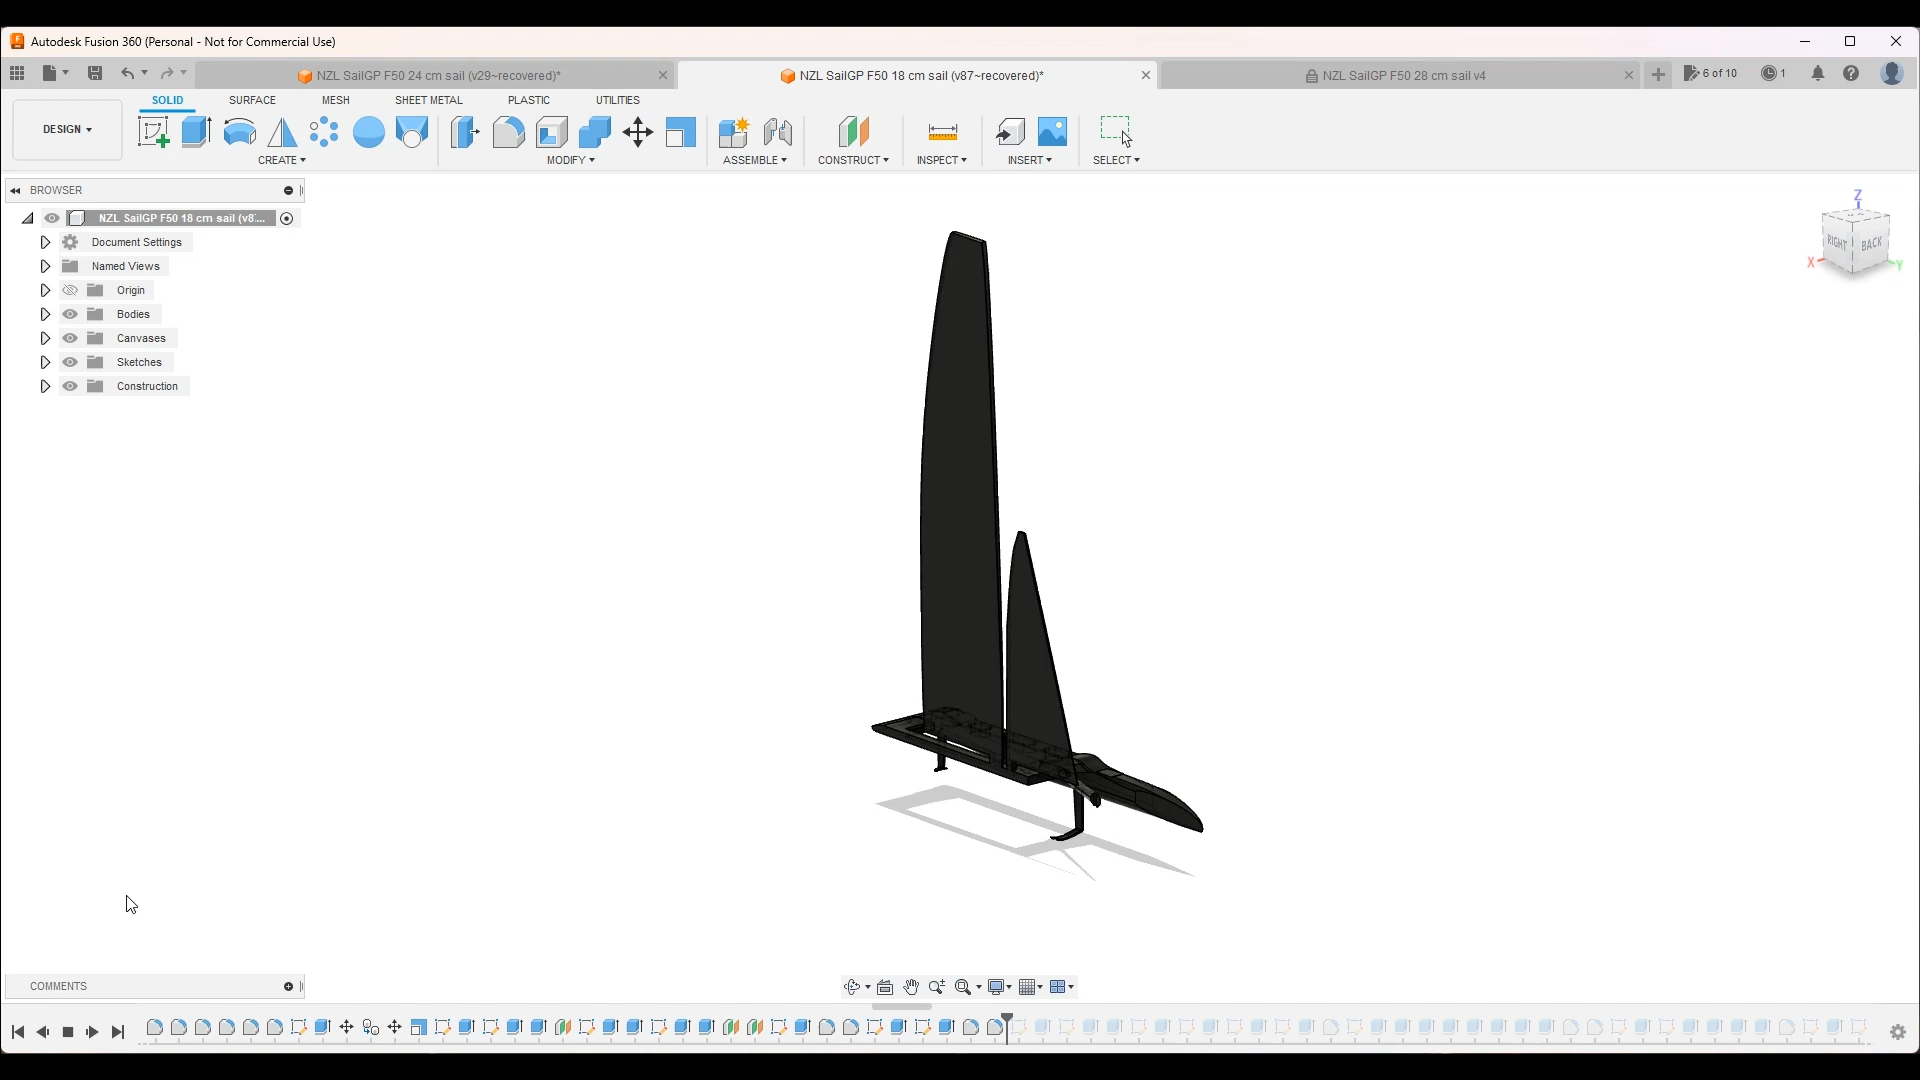 Autodesk Fusion 360 (Personal - Not for Commercial Use)
NZL SailGP F50 24 cm sail (v29~recovered)*
NZL SailGP F50 18 cm sail (v87~recovered)*
NZL SailGP F50 28 cm sail v4
6 of 10
1
SOLID
SURFACE
MESH
SHEET METAL
PLASTIC
UTILITIES
DESIGN
CREATE
MODIFY
ASSEMBLE
CONSTRUCT
INSPECT
INSERT
SELECT
BROWSER
NZL SailGP F50 18 cm sail (v8...
Document Settings
Named Views
Origin
Bodies
Canvases
Sketches
Construction
Z
RIGHT
BACK
X
Y
COMMENTS